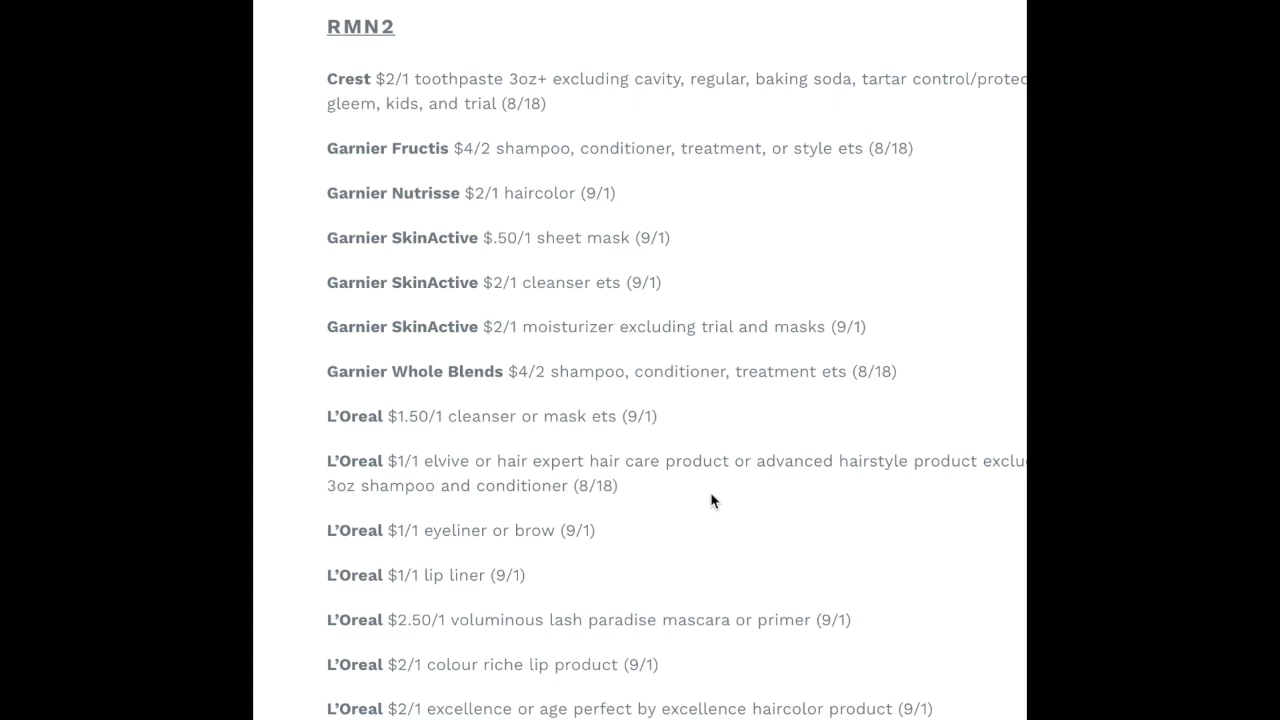 RMN2
Crest $2/1 toothpaste 3oz+ excluding cavity, regular, baking soda, tartar control/protec
gleem, kids, and trial (8/18)
Garnier Fructis $4/2 shampoo, conditioner, treatment, or style ets (8/18)
Garnier Nutrisse $2/1 haircolor (9/1)
Garnier SkinActive $.50/1 sheet mask (9/1)
Garnier SkinActive $2/1 cleanser ets (9/1)
Garnier SkinActive $2/1 moisturizer excluding trial and masks (9/1)
Garnier Whole Blends $4/2 shampoo, conditioner, treatment ets (8/18)
L’Oreal $1.50/1 cleanser or mask ets (9/1)
L’Oreal $1/1 elvive or hair expert hair care product or advanced hairstyle product exclu
3oz shampoo and conditioner (8/18)
L’Oreal $1/1 eyeliner or brow (9/1)
L’Oreal $1/1 lip liner (9/1)
L’Oreal $2.50/1 voluminous lash paradise mascara or primer (9/1)
L’Oreal $2/1 colour riche lip product (9/1)
L’Oreal $2/1 excellence or age perfect by excellence haircolor product (9/1)